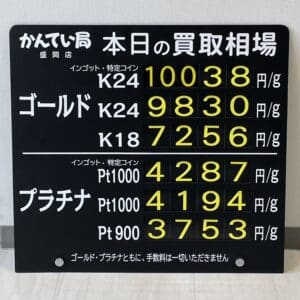 かんてい局 本日の買取相場
盛岡店
インゴット・特定コイン
K24 10038 円/g
ゴールド K24 9830 円/g
K18 7256 円/g
インゴット・特定コイン
Pt1000 4287 円/g
プラチナ Pt1000 4194 円/g
Pt900 3753 円/g
ゴールド・プラチナともに、手数料は一切いただきません